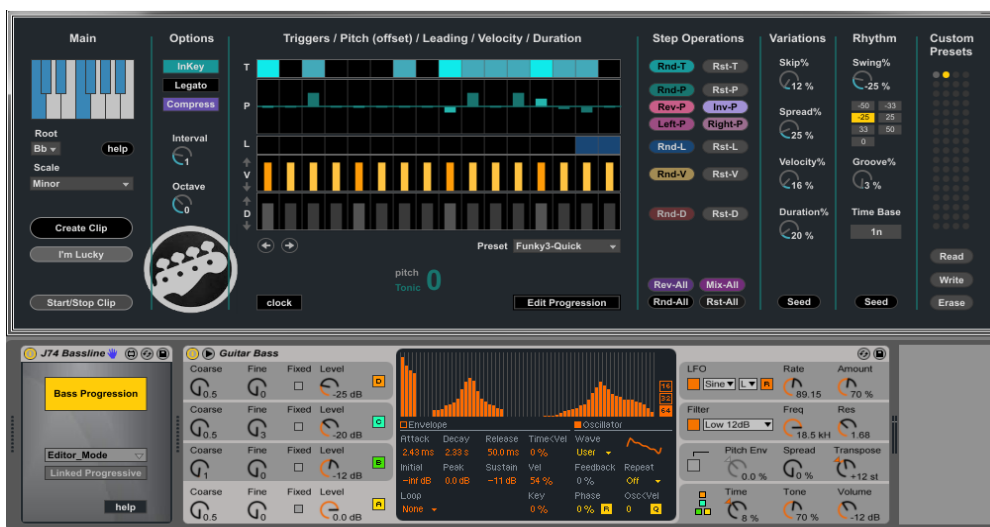 Main
Options
Triggers / Pitch (offset) / Leading / Velocity / Duration
Step Operations
Variations
Rhythm
Custom
Presets
InKey
Legato
Compress
Interval
1
Octave
0
Root
Bb
help
Scale
Minor
Create Clip
I'm Lucky
Start/Stop Clip
T
P
L
V
D
Preset Funky3-Quick
pitch
Tonic
0
clock
Edit Progression
Rnd-T Rst-T
Rnd-P Rst-P
Rev-P Inv-P
Left-P Right-P
Rnd-L Rst-L
Rnd-V Rst-V
Rnd-D Rst-D
Rev-All Mix-All
Rnd-All Rst-All
Skip%
12 %
Spread%
25 %
Velocity%
16 %
Duration%
20 %
Seed
Swing%
-25 %
-50 -33
-25 25
33 50
0
Groove%
3 %
Time Base
1n
Seed
Read
Write
Erase
J74 Bassline
Bass Progression
Editor_Mode
Linked Progressive
help
Guitar Bass
Coarse Fine Fixed Level
0.5 0 -25 dB D
Coarse Fine Fixed Level
0.5 3 -20 dB C
Coarse Fine Fixed Level
1 0 -12 dB B
Coarse Fine Fixed Level
0.5 0 0.0 dB A
16
32
64
Envelope Oscillator
Attack Decay Release Time<Vel Wave
2.43 ms 2.33 s 50.0 ms 0 % User
Initial Peak Sustain Vel Feedback Repeat
-inf dB 0.0 dB -11 dB 54 % 0 % Off
Loop Key Phase Osc<Vel
None 0 % 0 % R 0 Q
LFO Rate Amount
Sine L R 89.15 70 %
Filter Freq Res
Low 12dB 18.5 kH 1.68
Pitch Env Spread Transpose
0.0 % 0 % +12 st
Time Tone Volume
8 % 70 % -12 dB